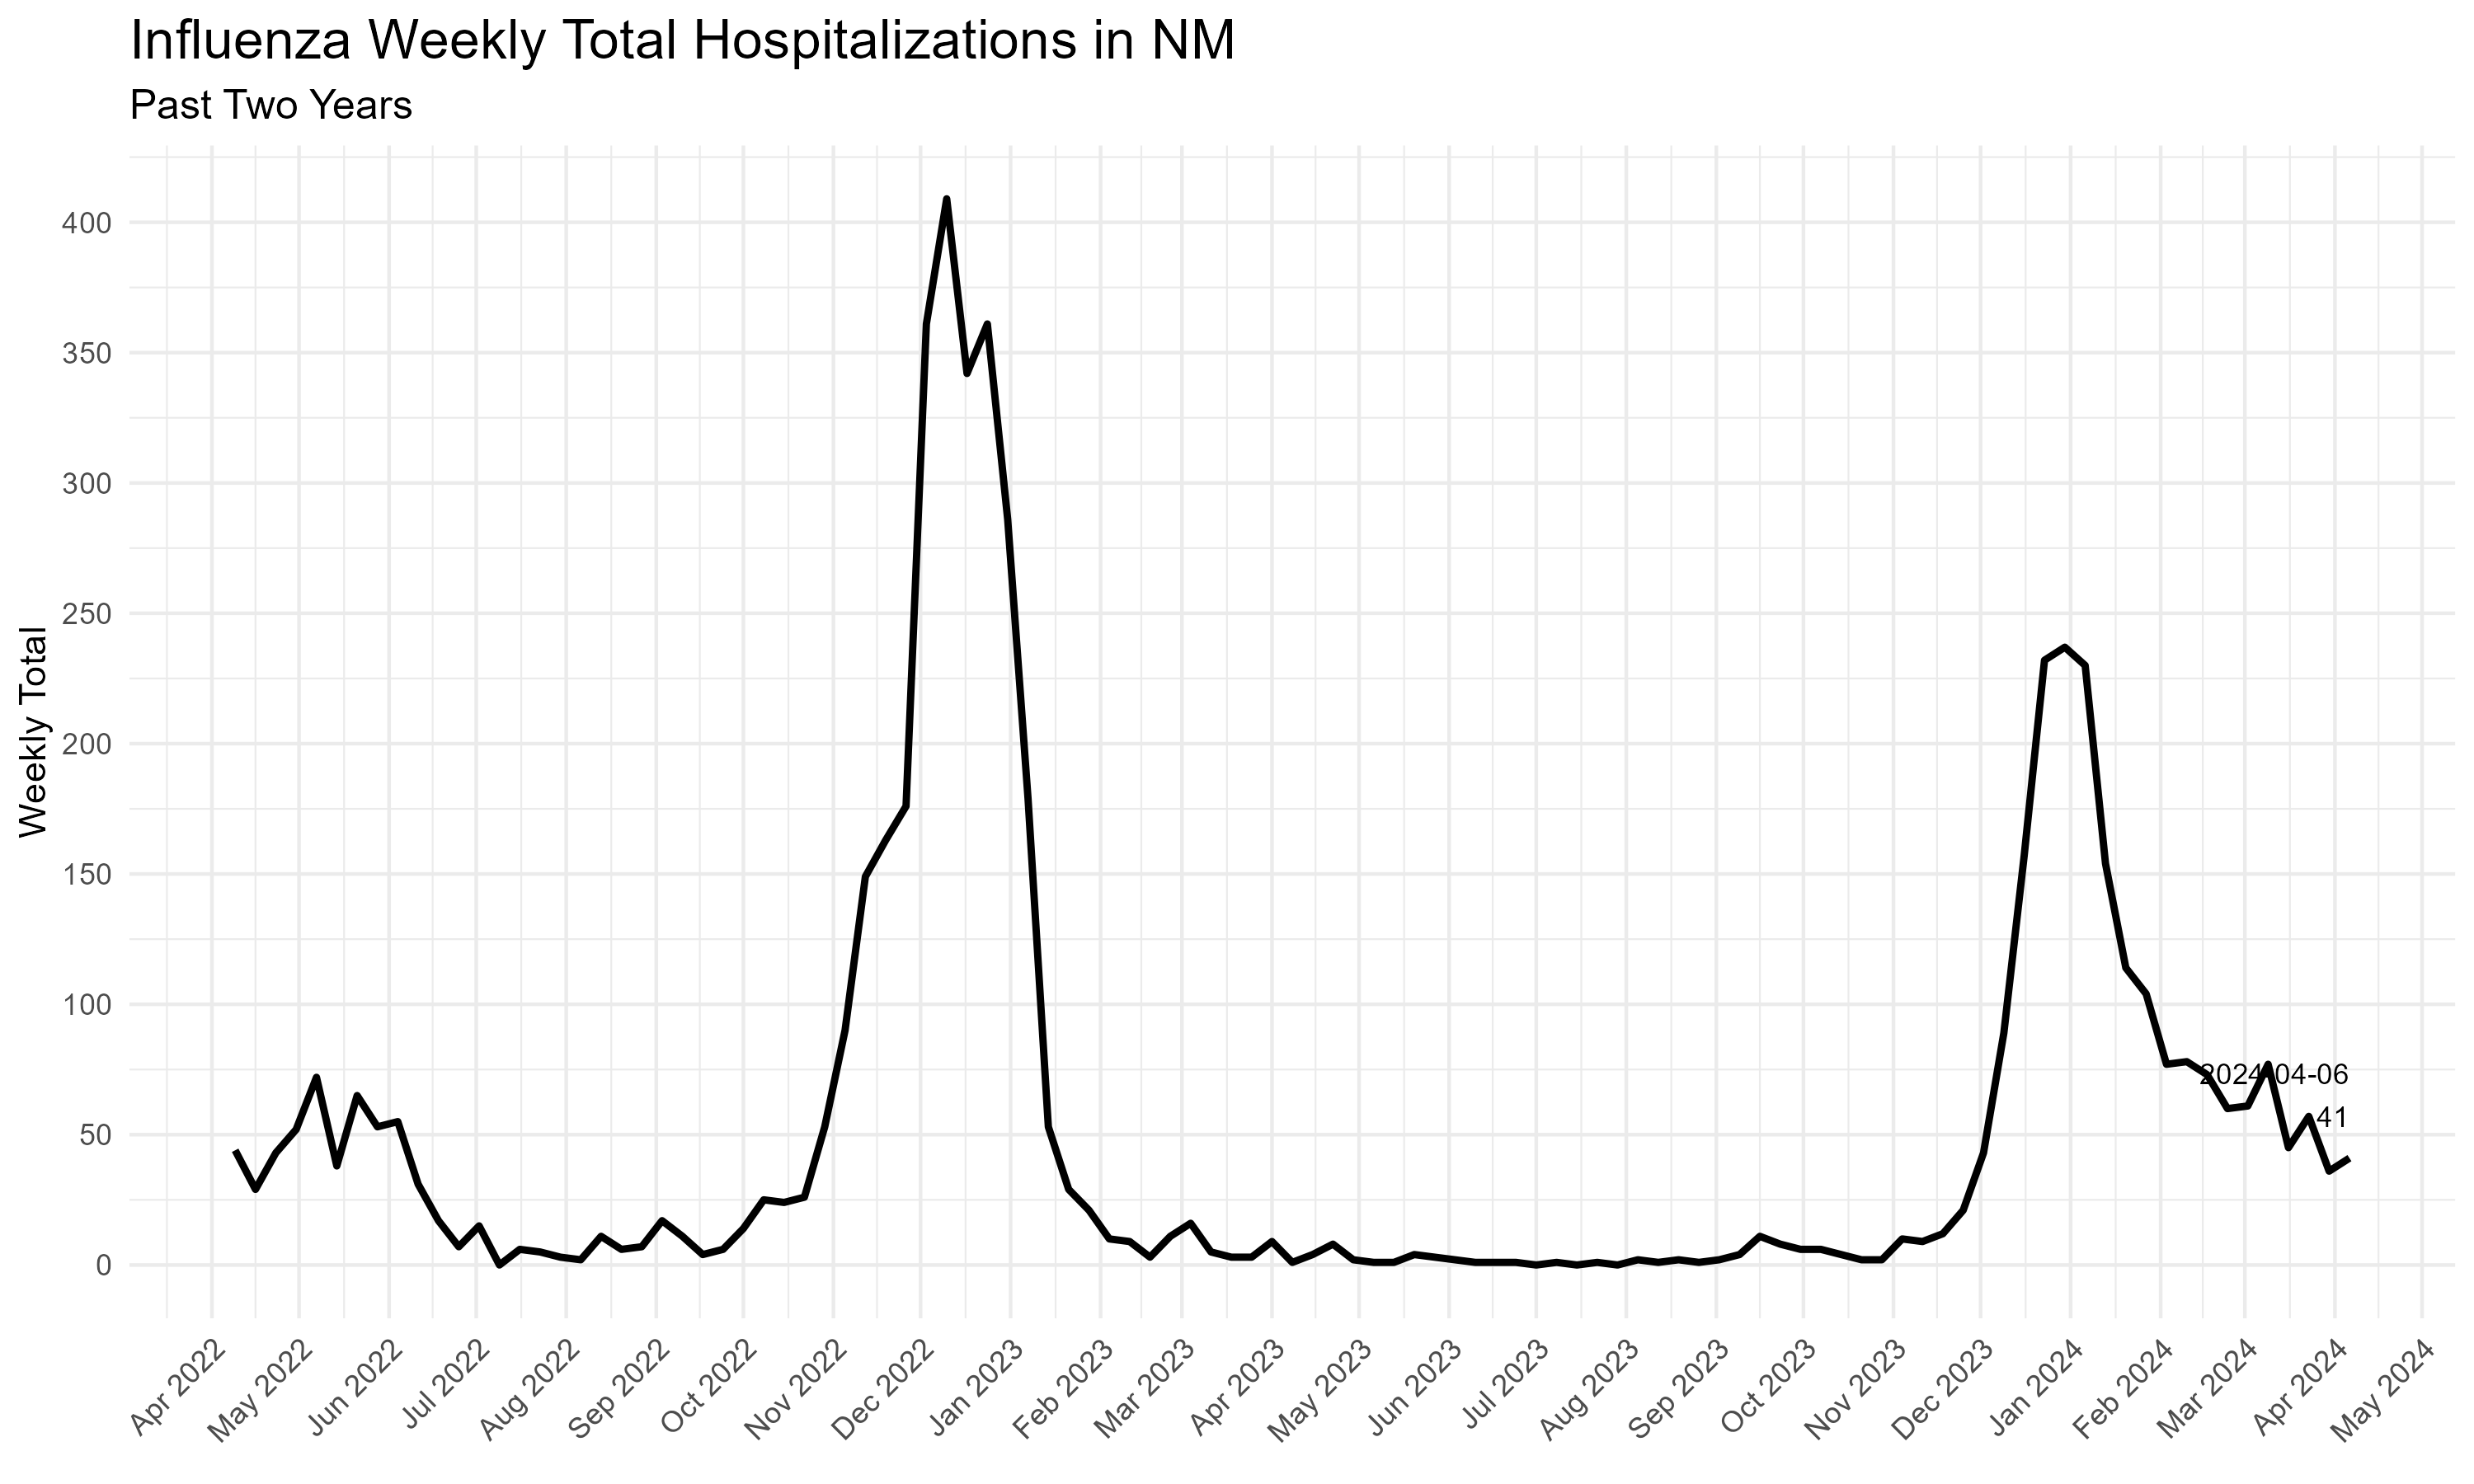 Influenza Weekly Total Hospitalizations in NM
Past Two Years
Weekly Total
400
350
300
250
200
150
100
50
0
2024-04-06
41
Apr 2022
May 2022
Jun 2022
Jul 2022
Aug 2022
Sep 2022
Oct 2022
Nov 2022
Dec 2022
Jan 2023
Feb 2023
Mar 2023
Apr 2023
May 2023
Jun 2023
Jul 2023
Aug 2023
Sep 2023
Oct 2023
Nov 2023
Dec 2023
Jan 2024
Feb 2024
Mar 2024
Apr 2024
May 2024